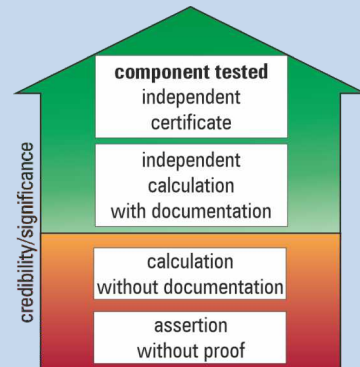 component tested
independent
certificate
independent
calculation
with documentation
calculation
without documentation
assertion
without proof
credibility/significance